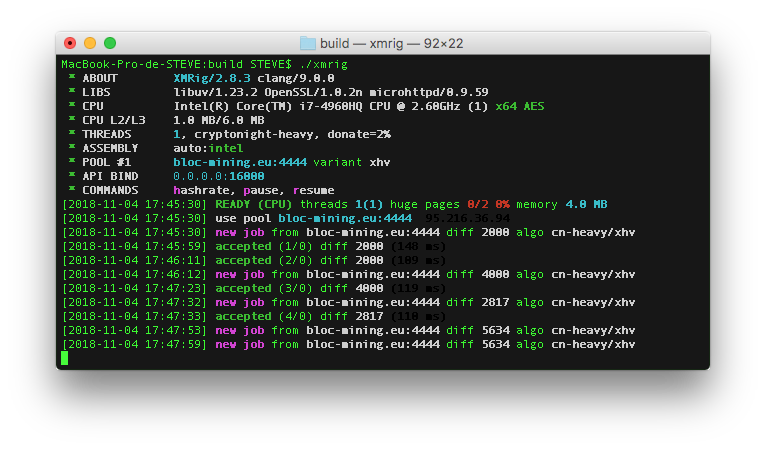 build — xmrig — 92×22
MacBook-Pro-de-STEVE:build STEVE$ ./xmrig
* ABOUT XMRig/2.8.3 clang/9.0.0
* LIBS libuv/1.23.2 OpenSSL/1.0.2n microhttpd/0.9.59
* CPU Intel(R) Core(TM) i7-4960HQ CPU @ 2.60GHz (1) x64 AES
* CPU L2/L3 1.0 MB/6.0 MB
* THREADS 1, cryptonight-heavy, donate=2%
* ASSEMBLY auto:intel
* POOL #1 bloc-mining.eu:4444 variant xhv
* API BIND 0.0.0.0:16000
* COMMANDS hashrate, pause, resume
[2018-11-04 17:45:30] READY (CPU) threads 1(1) huge pages 0/2 0% memory 4.0 MB
[2018-11-04 17:45:30] use pool bloc-mining.eu:4444 95.216.36.94
[2018-11-04 17:45:30] new job from bloc-mining.eu:4444 diff 2000 algo cn-heavy/xhv
[2018-11-04 17:45:59] accepted (1/0) diff 2000 (148 ms)
[2018-11-04 17:46:11] accepted (2/0) diff 2000 (109 ms)
[2018-11-04 17:46:12] new job from bloc-mining.eu:4444 diff 4000 algo cn-heavy/xhv
[2018-11-04 17:47:23] accepted (3/0) diff 4000 (119 ms)
[2018-11-04 17:47:32] new job from bloc-mining.eu:4444 diff 2817 algo cn-heavy/xhv
[2018-11-04 17:47:33] accepted (4/0) diff 2817 (110 ms)
[2018-11-04 17:47:53] new job from bloc-mining.eu:4444 diff 5634 algo cn-heavy/xhv
[2018-11-04 17:47:59] new job from bloc-mining.eu:4444 diff 5634 algo cn-heavy/xhv